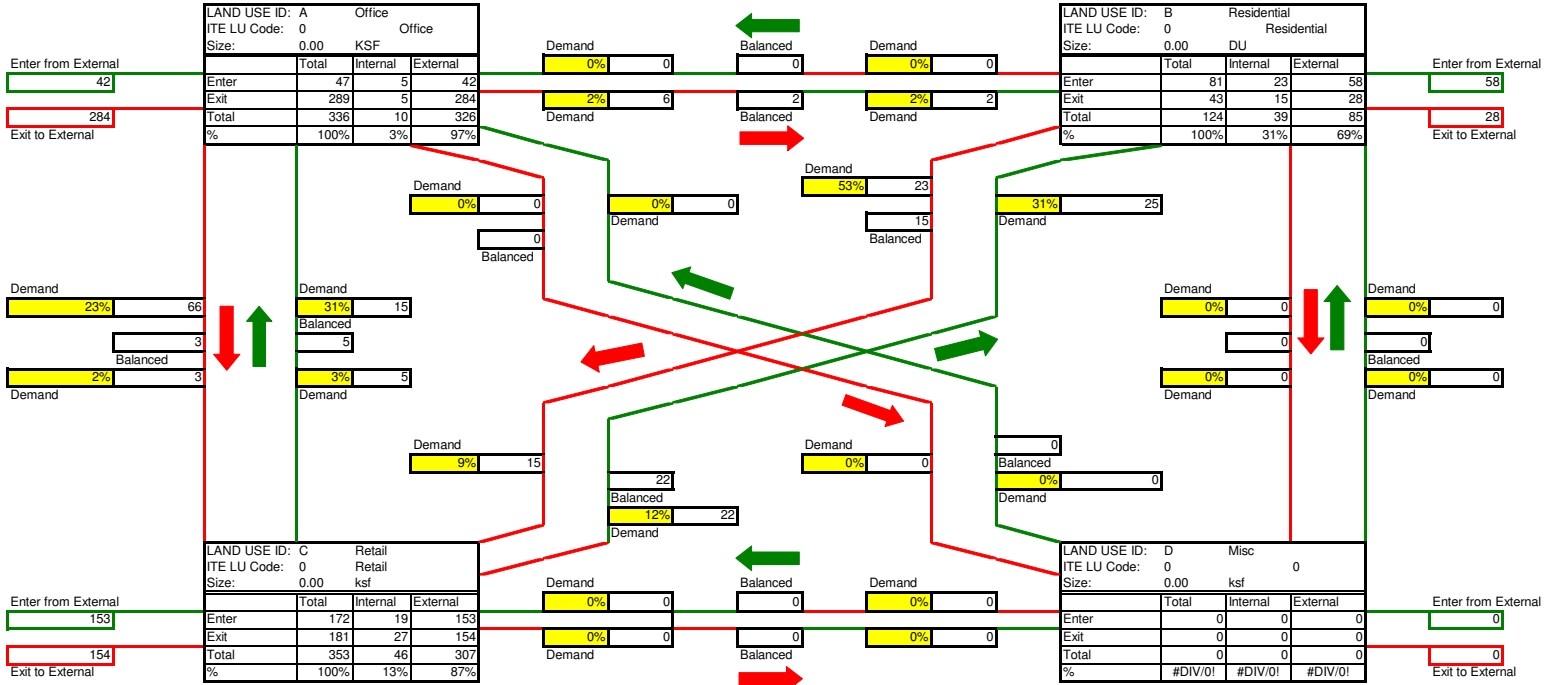 LAND USE ID: A Office
ITE LU Code: 0 Office
Size: 0.00 KSF
Total Internal External
Enter 47 5 42
Exit 289 5 284
Total 336 10 326
% 100% 3% 97%
Enter from External
42
284
Exit to External
Demand Balanced Demand
0% 0 0 0% 0
2% 6 2 2% 2
Demand Balanced Demand
LAND USE ID: B Residential
ITE LU Code: 0 Residential
Size: 0.00 DU
Total Internal External
Enter 81 23 58
Exit 43 15 28
Total 124 39 85
% 100% 31% 69%
Enter from External
58
28
Exit to External
Demand
0% 0
0
Balanced
0% 0
Demand
Demand
53% 23
15
Balanced
31% 25
Demand
Demand
23% 66
3
Balanced
2% 3
Demand
31% 15
Balanced
5
3% 5
Demand
Demand
0% 0
0
0% 0
Demand
0% 0
0
Balanced
0% 0
Demand
Demand
9% 15
22
Balanced
12% 22
Demand
Demand
0% 0
0
Balanced
0% 0
Demand
LAND USE ID: C Retail
ITE LU Code: 0 Retail
Size: 0.00 ksf
Total Internal External
Enter 172 19 153
Exit 181 27 154
Total 353 46 307
% 100% 13% 87%
Enter from External
153
154
Exit to External
Demand Balanced Demand
0% 0 0 0% 0
0% 0 0 0% 0
Demand Balanced Demand
LAND USE ID: D Misc
ITE LU Code: 0 0
Size: 0.00 ksf
Total Internal External
Enter 0 0 0
Exit 0 0 0
Total 0 0 0
% #DIV/0! #DIV/0! #DIV/0!
Enter from External
0
0
Exit to External